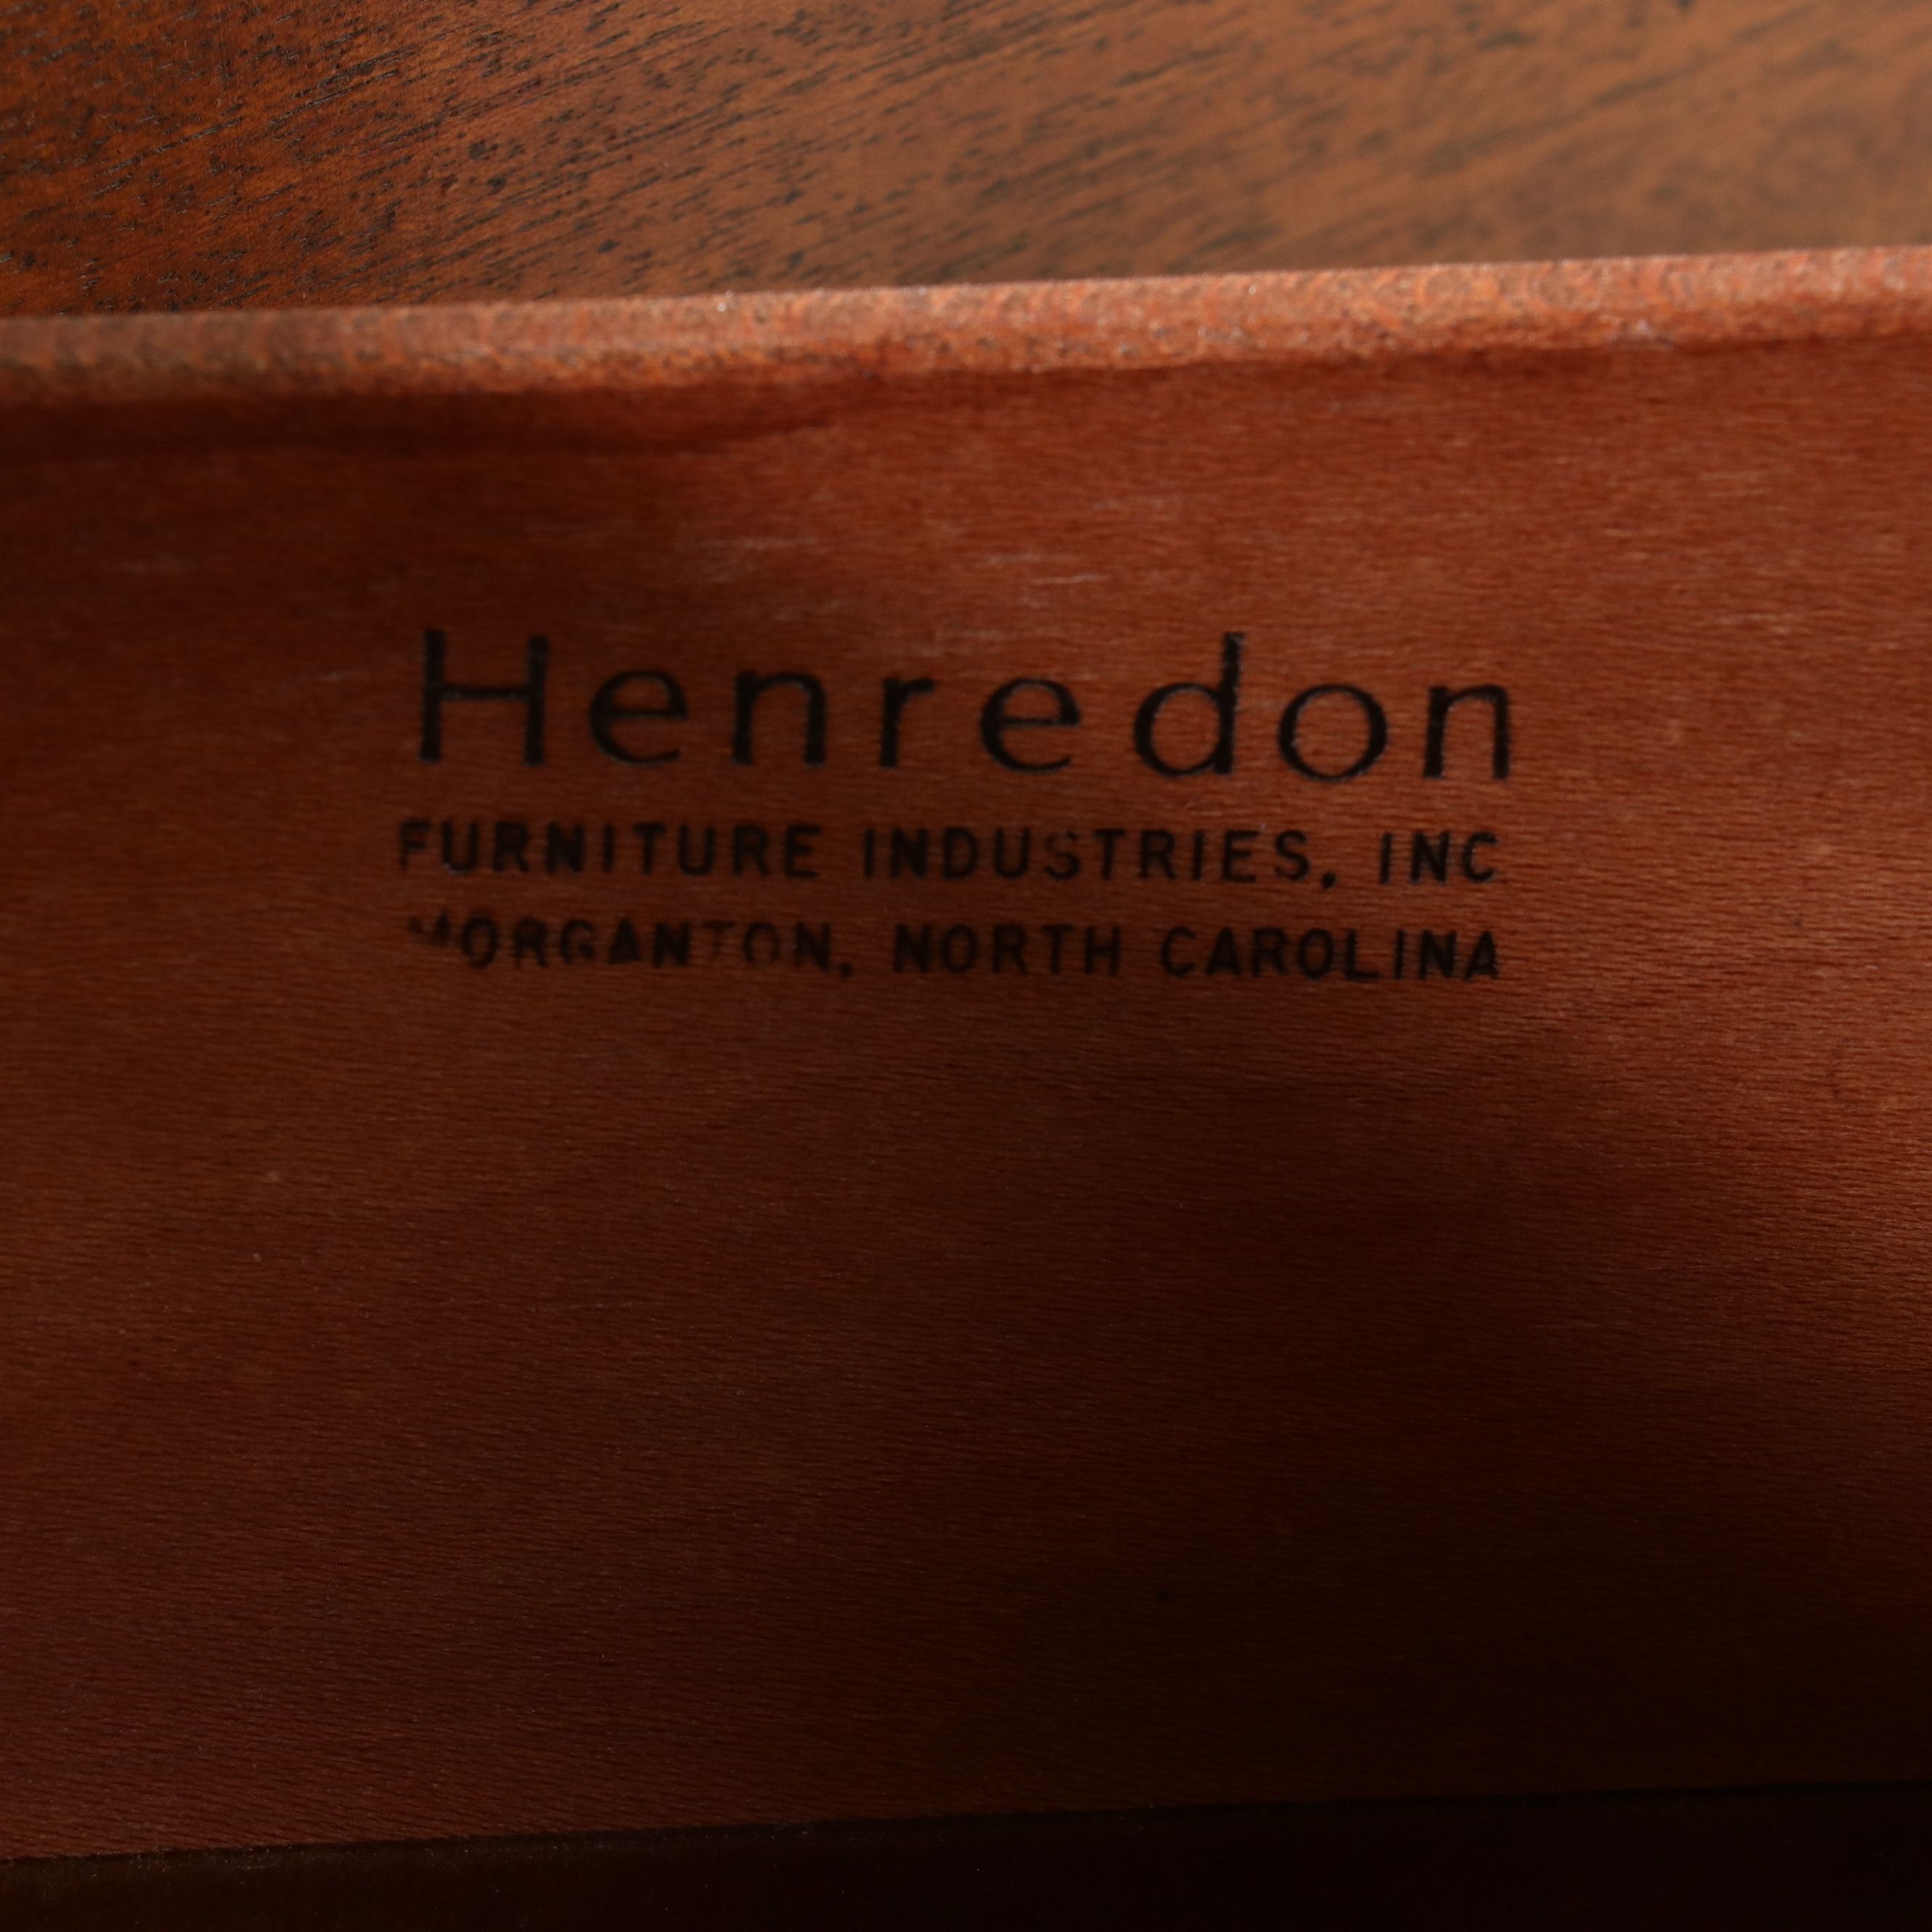 Henredon
FURNITURE INDUSTRIES, INC
MORGANTON, NORTH CAROLINA